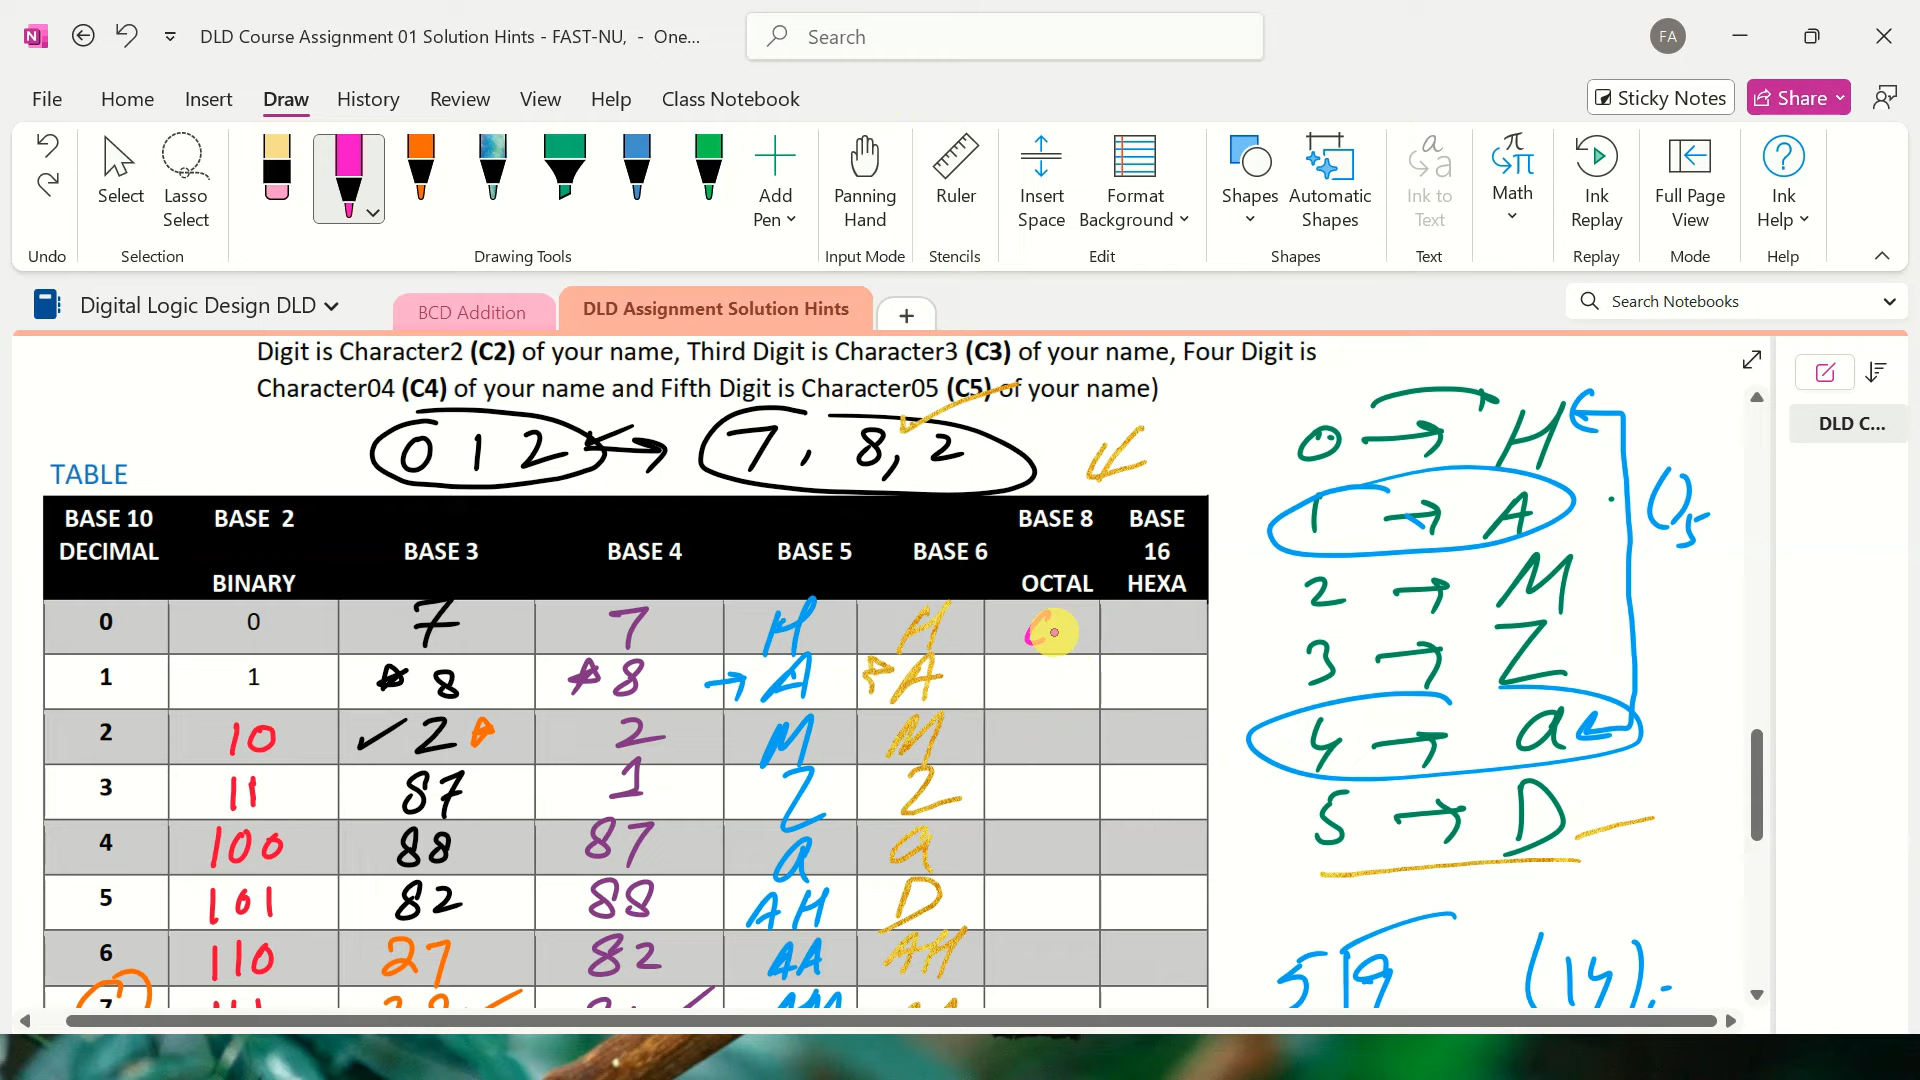 DLD Course Assignment 01 Solution Hints - FAST-NU, - One...
Search
FA
File Home Insert Draw History Review View Help Class Notebook
Sticky Notes Share
Select
Lasso Select
Add Pen
Panning Hand
Ruler
Insert Space
Format Background
Shapes
Automatic Shapes
Ink to Text
Math
Ink Replay
Full Page View
Ink Help
Undo Selection Drawing Tools Input Mode Stencils Edit Shapes Text Replay Mode Help
Digital Logic Design DLD
BCD Addition
DLD Assignment Solution Hints
+
Search Notebooks
DLD C...
Digit is Character2 (C2) of your name, Third Digit is Character3 (C3) of your name, Four Digit is
Character04 (C4) of your name and Fifth Digit is Character05 (C5) of your name)
0 1 2 → 7, 8, 2
TABLE
BASE 10 DECIMAL BASE 2 BINARY BASE 3 BASE 4 BASE 5 BASE 6 BASE 8 OCTAL BASE 16 HEXA
0 0 7 7 H H
1 1 8 8 → A A
2 10 ✓ 2 2 M M
3 11 87 1 Z Z
4 100 88 87 a a
5 101 82 88 AH D
6 110 27 82 AA AH
7
0 → H
1 → A
2 → M
3 → Z
4 → a
5 → D
()5
5 9 (14)